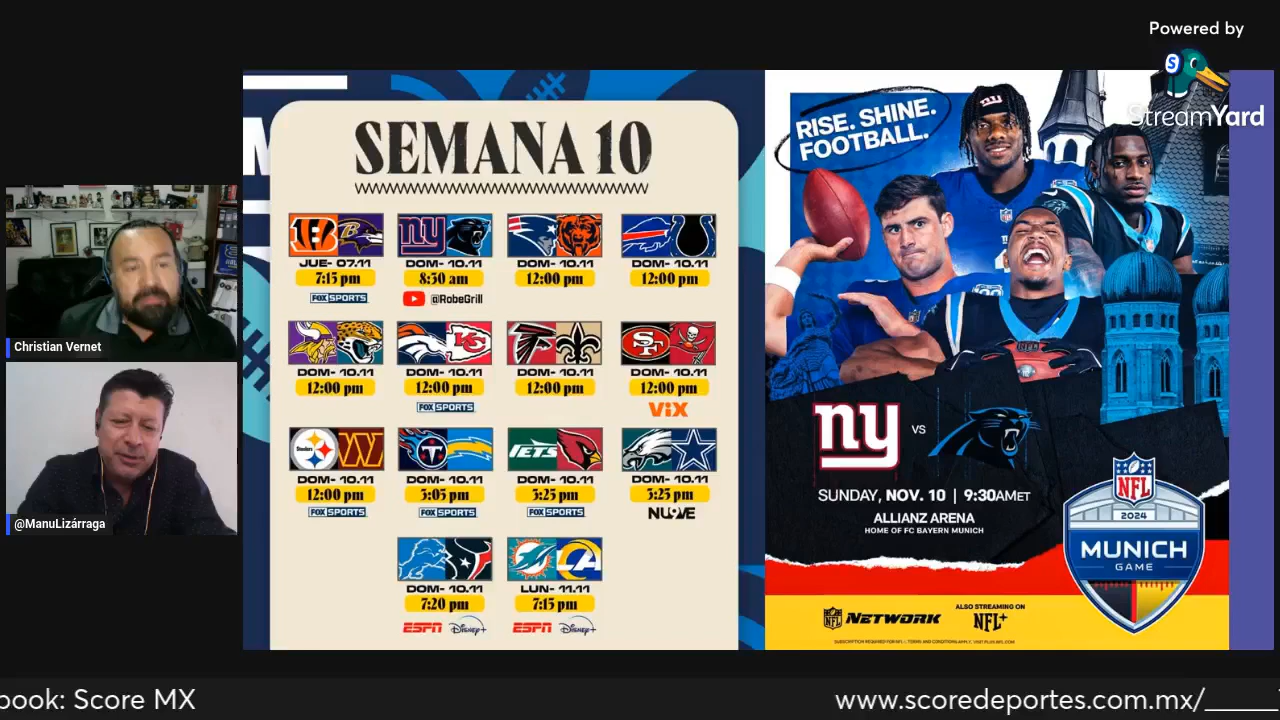 Powered by
StreamYard
SEMANA 10
JUE- 07.11
7:15 pm
FOX SPORTS
DOM- 10.11
8:30 am
@RobeGrill
DOM- 10.11
12:00 pm
DOM- 10.11
12:00 pm
DOM- 10.11
12:00 pm
DOM- 10.11
12:00 pm
FOX SPORTS
DOM- 10.11
12:00 pm
DOM- 10.11
12:00 pm
ViX
Steelers
W
DOM- 10.11
12:00 pm
FOX SPORTS
DOM- 10.11
3:05 pm
FOX SPORTS
JETS
DOM- 10.11
3:25 pm
FOX SPORTS
DOM- 10.11
3:25 pm
NU9VE
DOM- 10.11
7:20 pm
ESPN Disney+
LUN- 11.11
7:15 pm
ESPN Disney+
RISE. SHINE.
FOOTBALL.
ny VS
SUNDAY, NOV. 10 | 9:30AM ET
ALLIANZ ARENA
HOME OF FC BAYERN MUNICH
NFL
2024
MUNICH
GAME
NFL NETWORK
ALSO STREAMING ON
NFL+
Christian Vernet
@ManuLizárraga
book: Score MX
www.scoredeportes.com.mx/_____